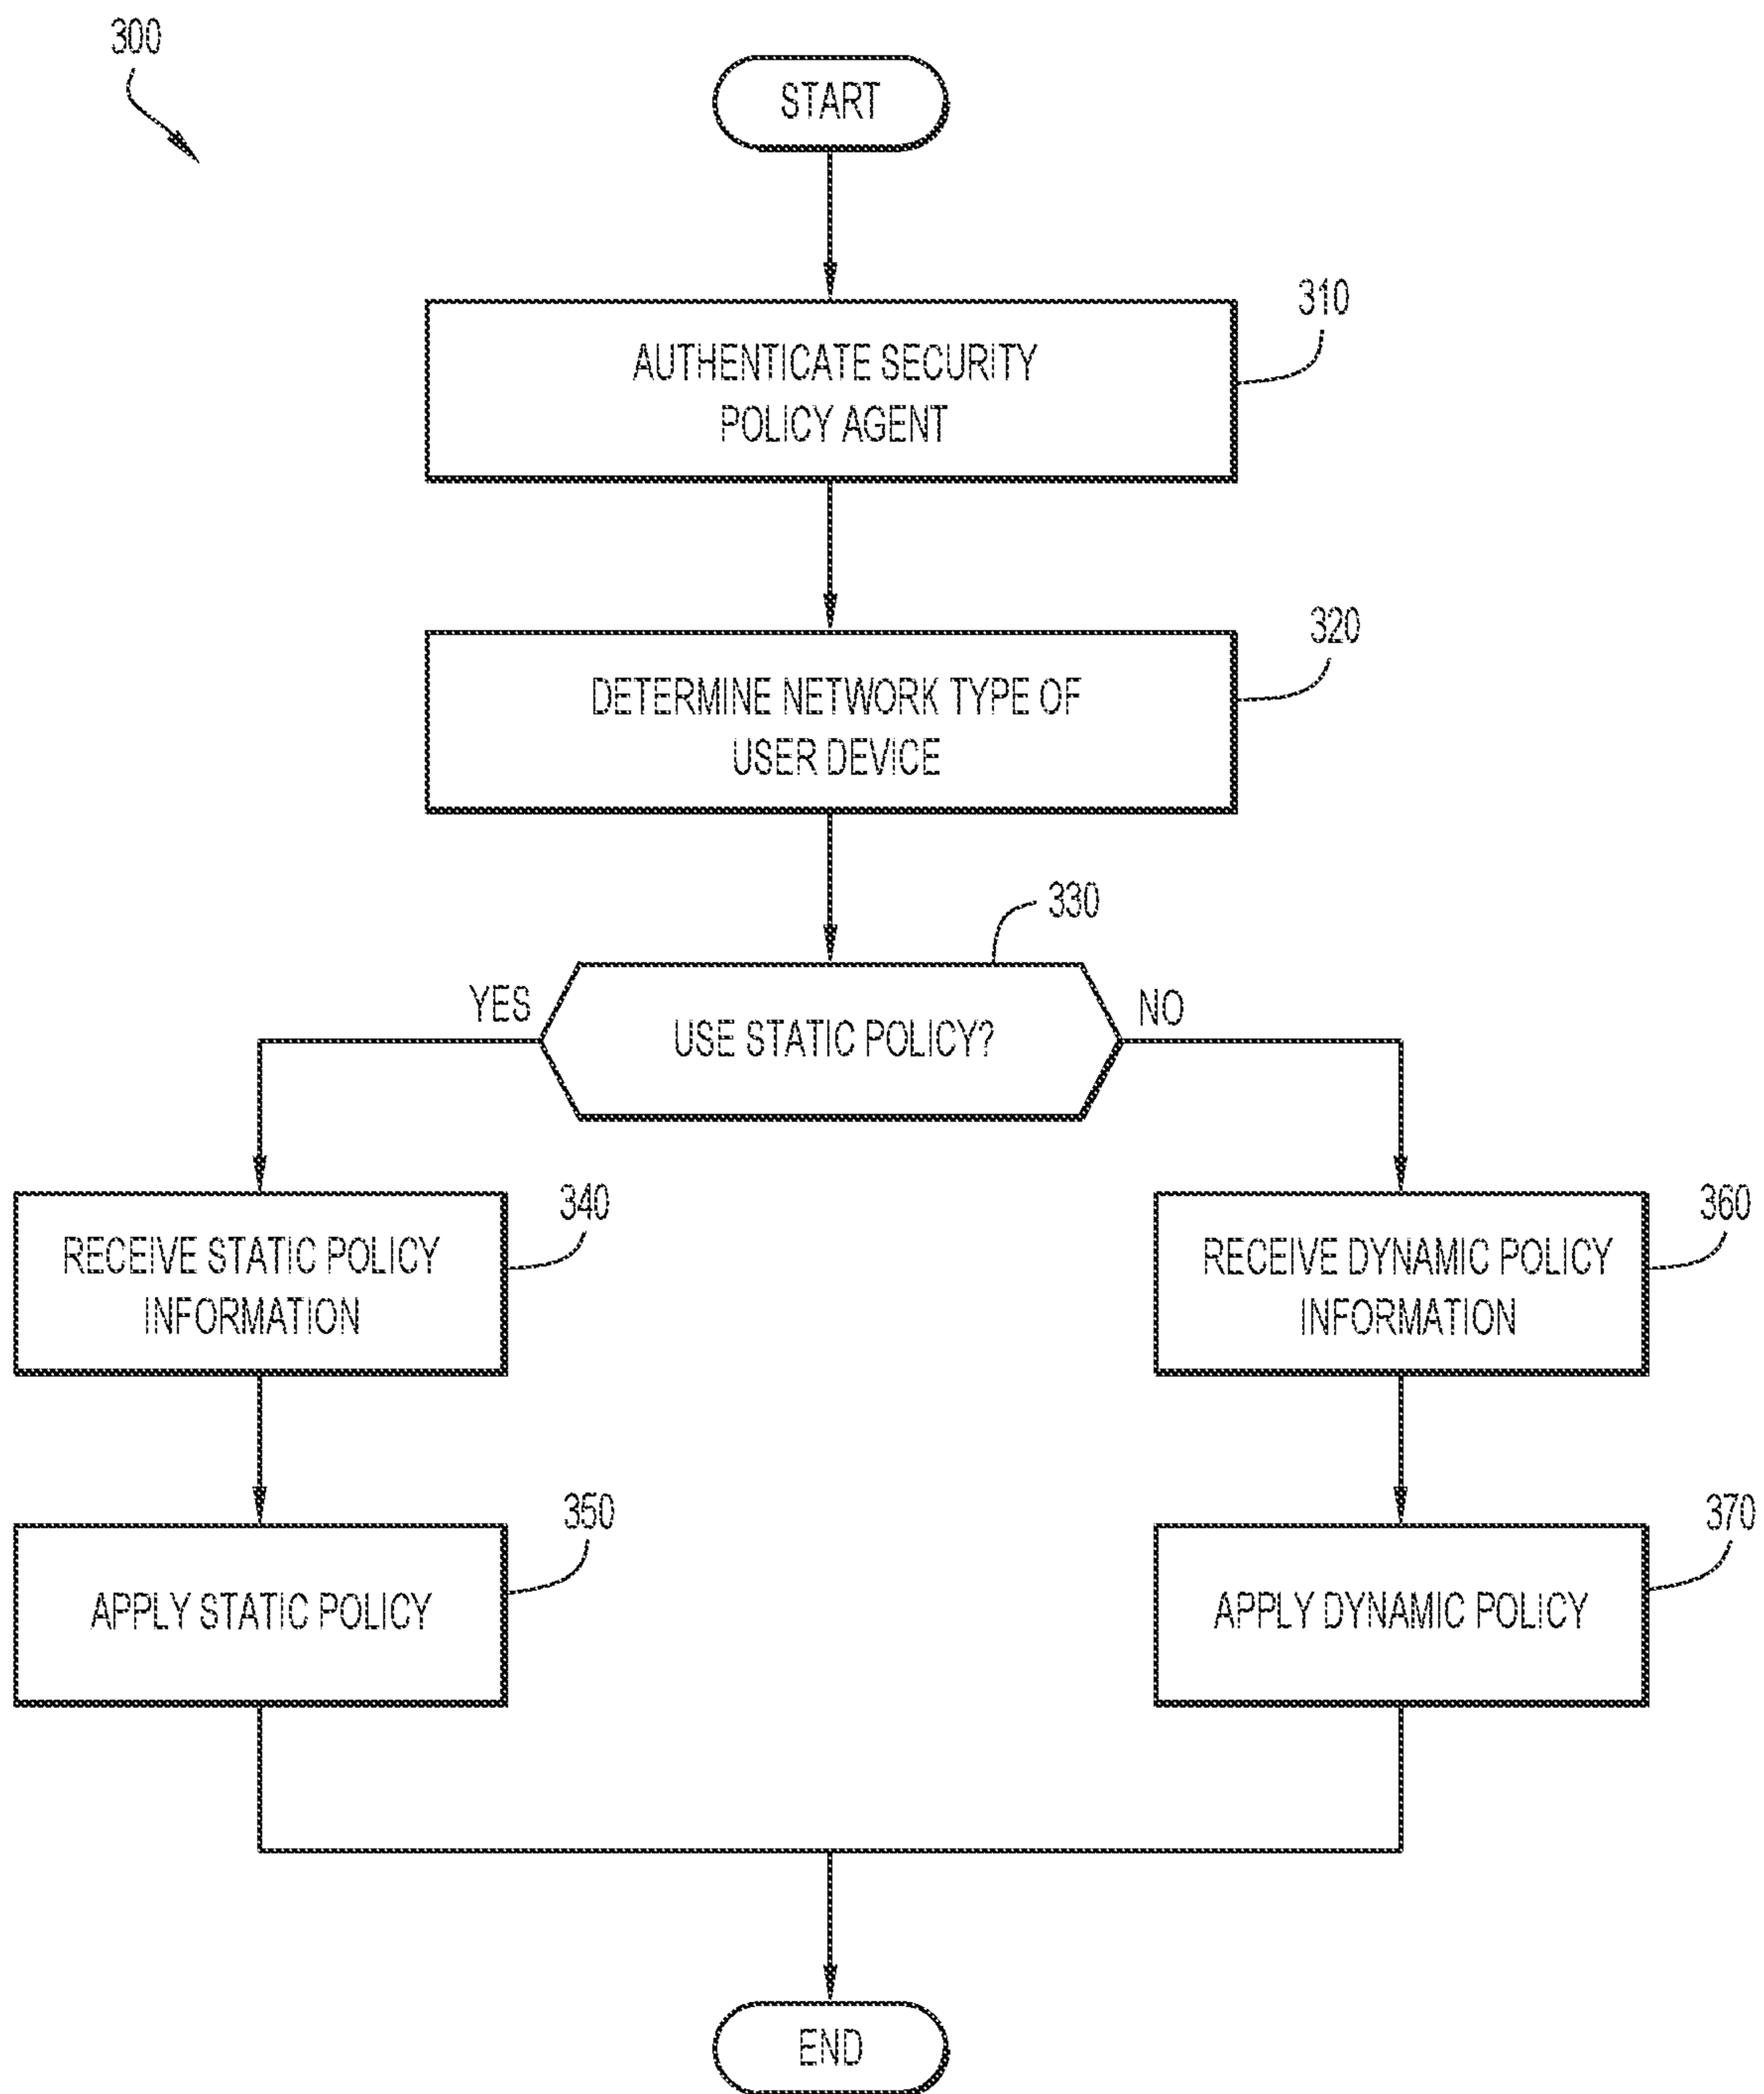 300
START
310
AUTHENTICATE SECURITY
POLICY AGENT
320
DETERMINE NETWORK TYPE OF
USER DEVICE
330
YES
NO
USE STATIC POLICY?
340
RECEIVE STATIC POLICY
INFORMATION
360
RECEIVE DYNAMIC POLICY
INFORMATION
350
APPLY STATIC POLICY
370
APPLY DYNAMIC POLICY
END